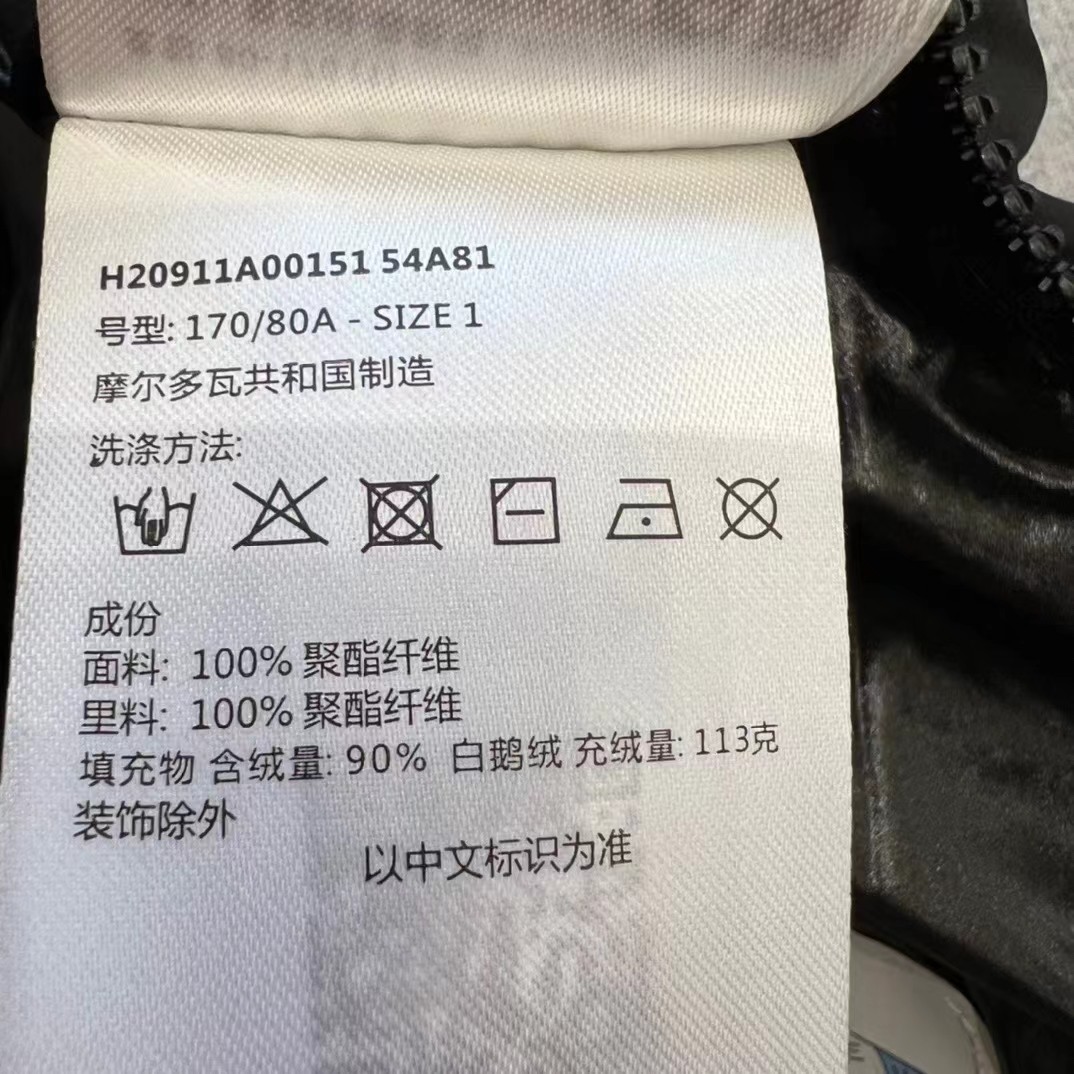 H20911A00151 54A81
号型: 170/80A - SIZE 1
摩尔多瓦共和国制造
洗涤方法:
成份
面料: 100% 聚酯纤维
里料: 100% 聚酯纤维
填充物 含绒量: 90% 白鹅绒 充绒量: 113克
装饰除外
以中文标识为准